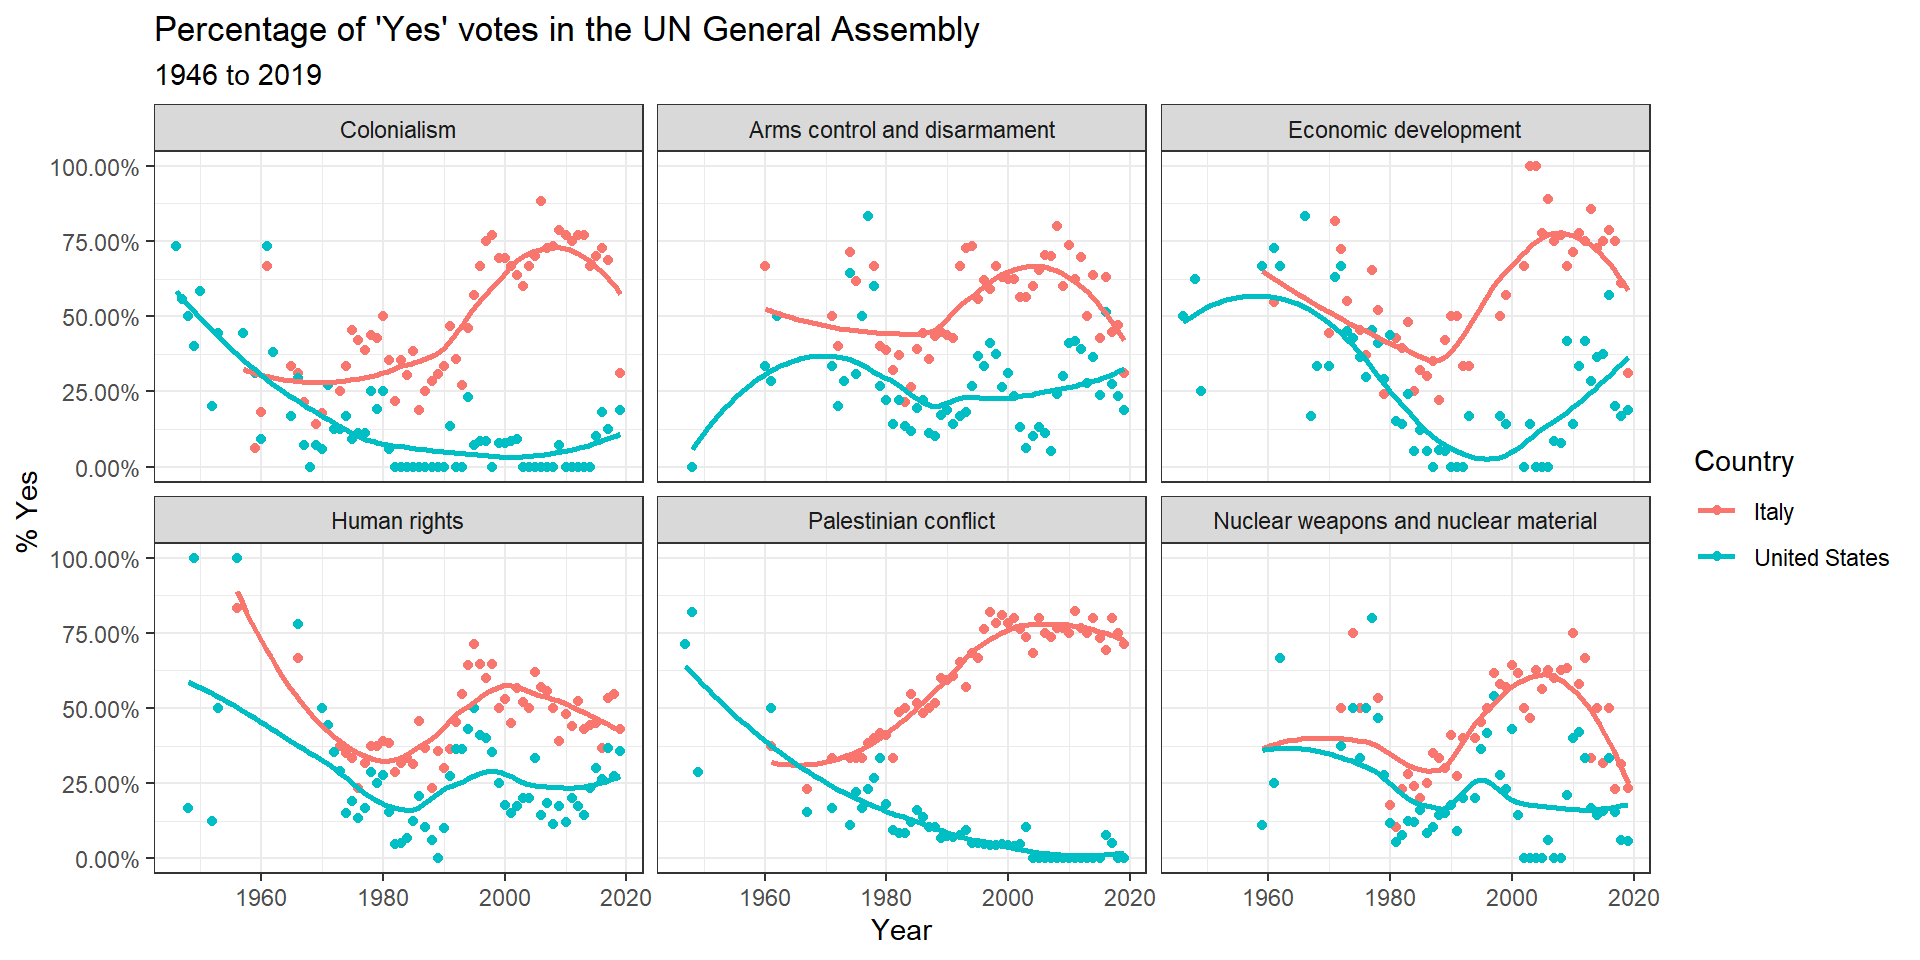 Percentage of 'Yes' votes in the UN General Assembly
1946 to 2019
Colonialism
Arms control and disarmament
Economic development
100.00%
75.00%
50.00%
25.00%
0.00%
Human rights
Palestinian conflict
Nuclear weapons and nuclear material
100.00%
75.00%
50.00%
25.00%
0.00%
1960 1980 2000 2020
1960 1980 2000 2020
1960 1980 2000 2020
% Yes
Year
Country
Italy
United States